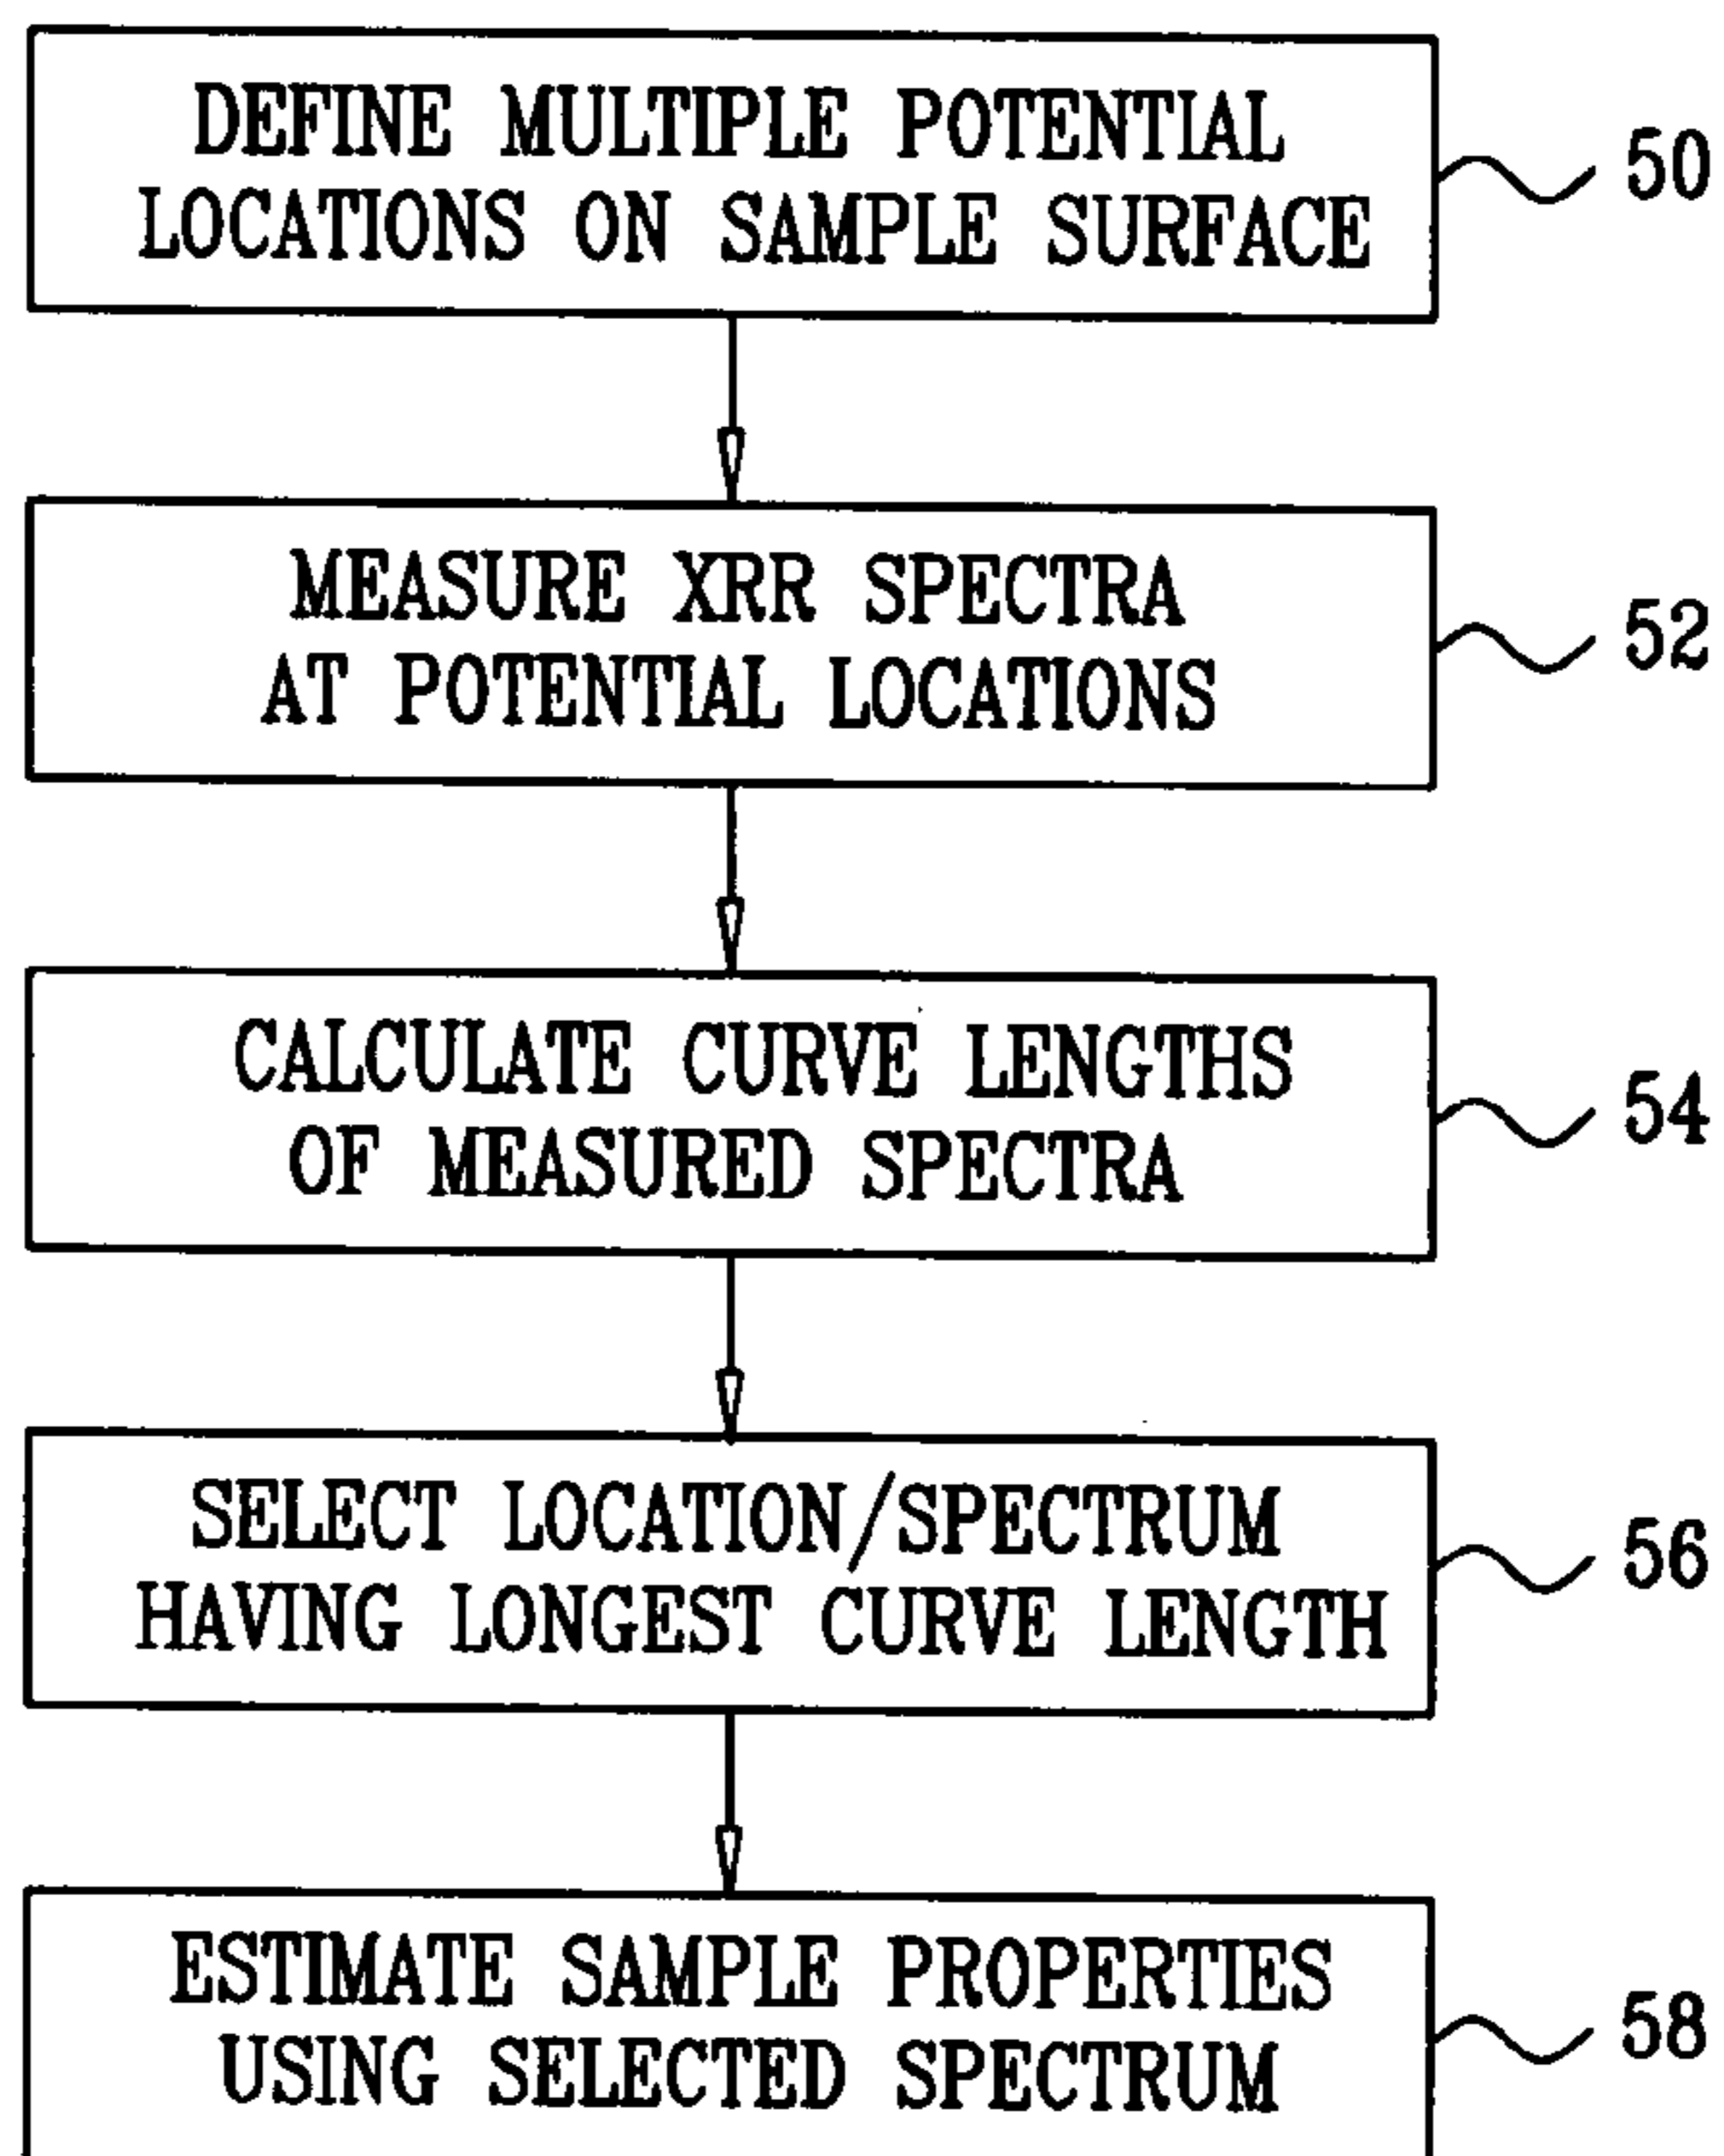 DEFINE MULTIPLE POTENTIAL
LOCATIONS ON SAMPLE SURFACE
50
MEASURE XRR SPECTRA
AT POTENTIAL LOCATIONS
52
CALCULATE CURVE LENGTHS
OF MEASURED SPECTRA
54
SELECT LOCATION/SPECTRUM
HAVING LONGEST CURVE LENGTH
56
ESTIMATE SAMPLE PROPERTIES
USING SELECTED SPECTRUM
58